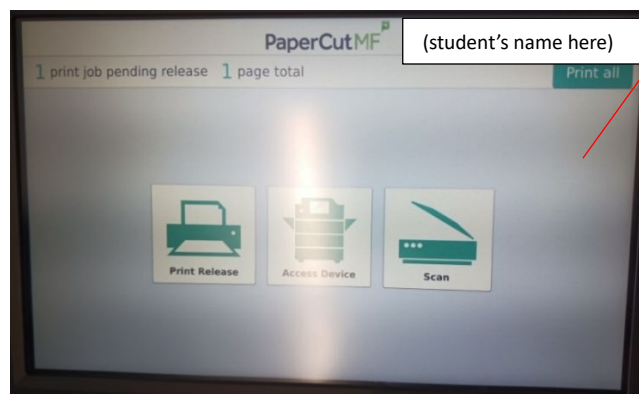 PaperCutMF
(student’s name here)
1 print job pending release 1 page total
Print all
Print Release
Access Device
Scan